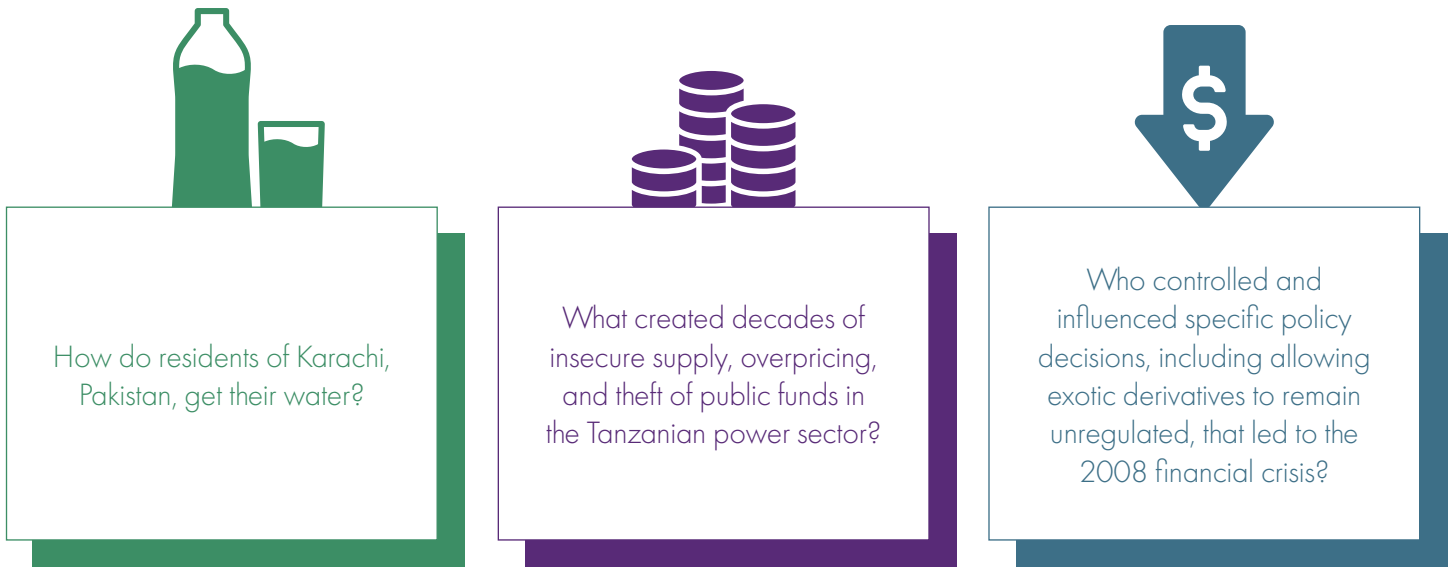 $
How do residents of Karachi,
Pakistan, get their water?
What created decades of
insecure supply, overpricing,
and theft of public funds in
the Tanzanian power sector?
Who controlled and
influenced specific policy
decisions, including allowing
exotic derivatives to remain
unregulated, that led to the
2008 financial crisis?